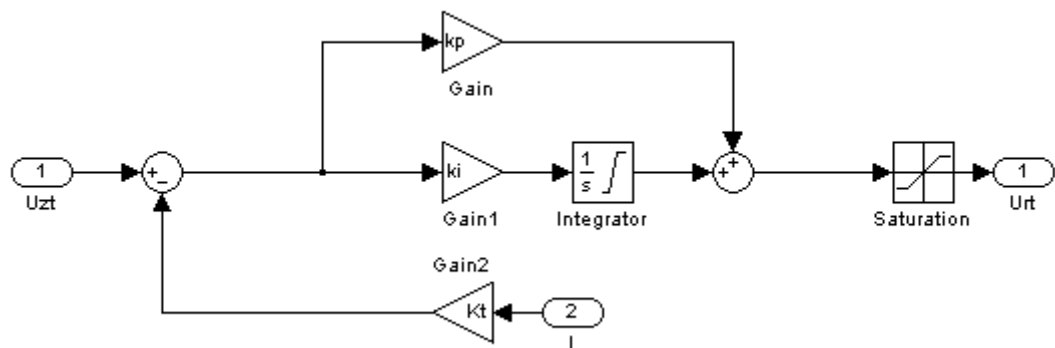 kp
Gain
1
Uzt
+
−
ki
Gain1
1
s
Integrator
+
+
Saturation
1
Urt
Gain2
Kt
2
I